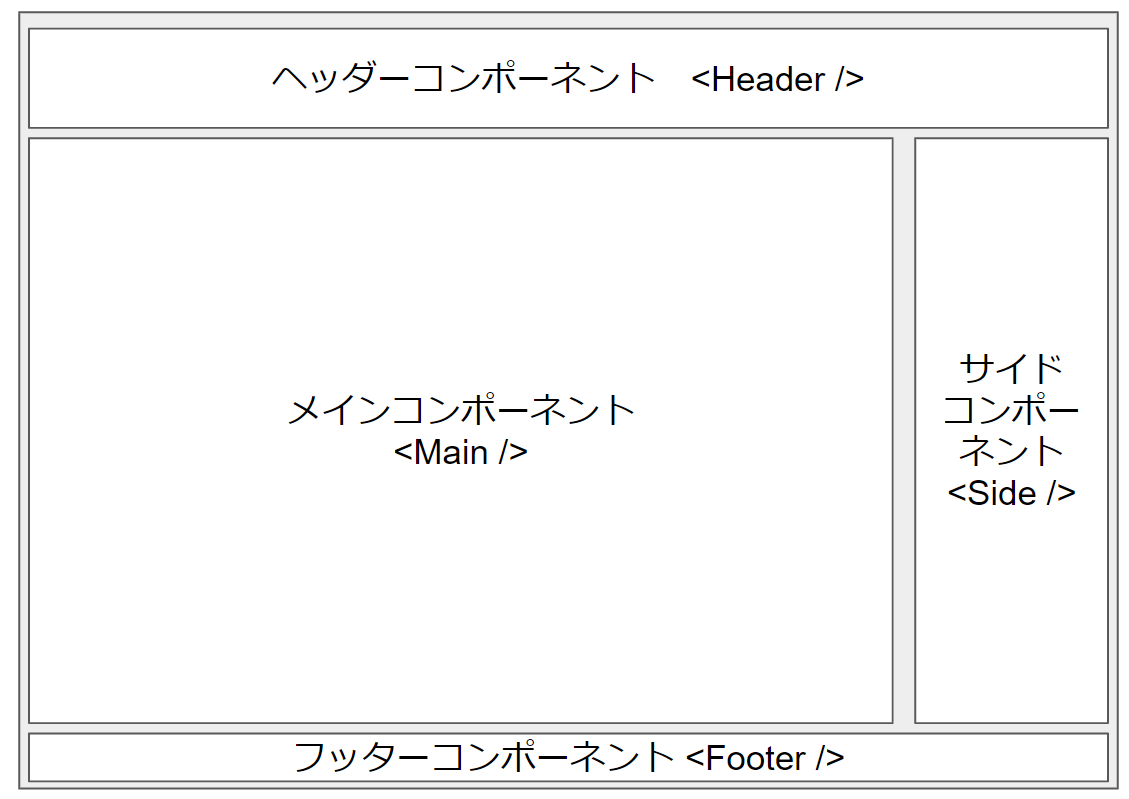 ヘッダーコンポーネント　<Header />
メインコンポーネント
<Main />
サイド
コンポー
ネント
<Side />
フッターコンポーネント <Footer />